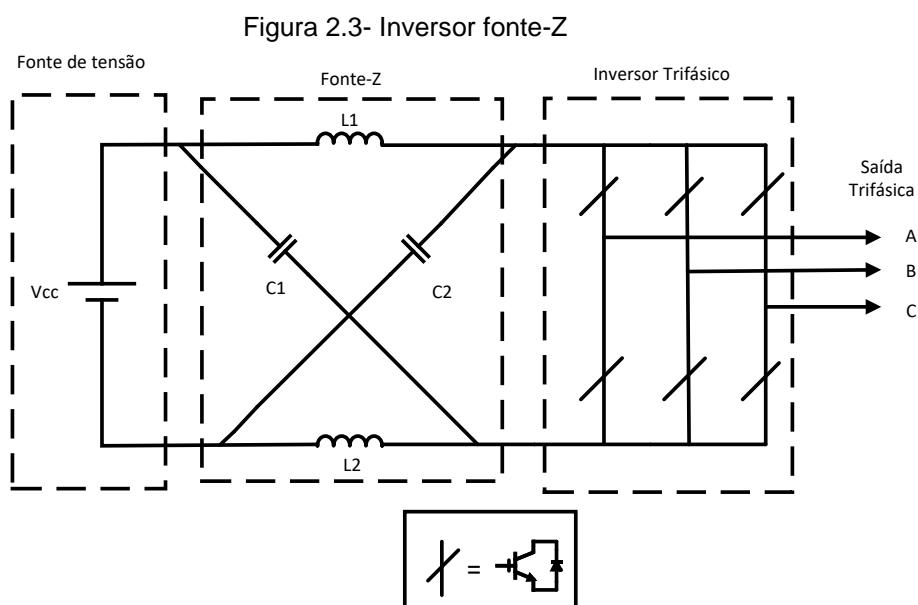 Figura 2.3- Inversor fonte-Z
Fonte de tensão
Fonte-Z
Inversor Trifásico
L1
Saída
Trifásica
A
B
C
C1
C2
Vcc
L2
=